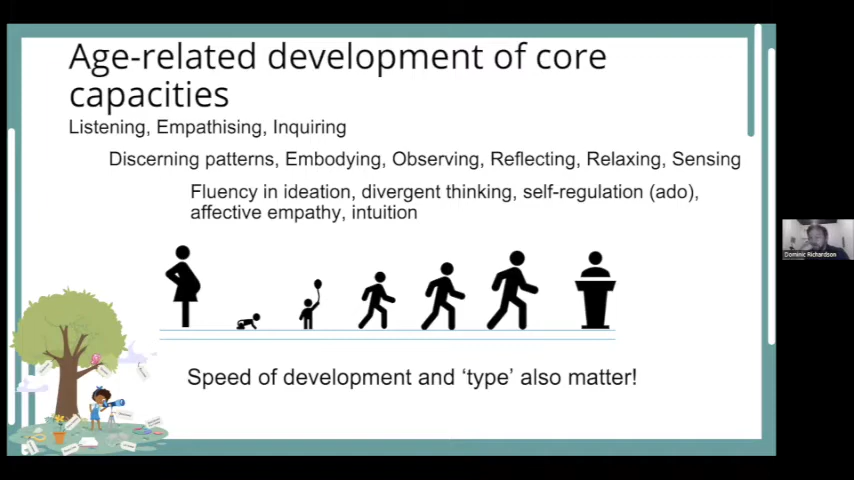 Age-related development of core
capacities
Listening, Empathising, Inquiring
Discerning patterns, Embodying, Observing, Reflecting, Relaxing, Sensing
Fluency in ideation, divergent thinking, self-regulation (ado),
affective empathy, intuition
Speed of development and ‘type’ also matter!
Dominic Richardson